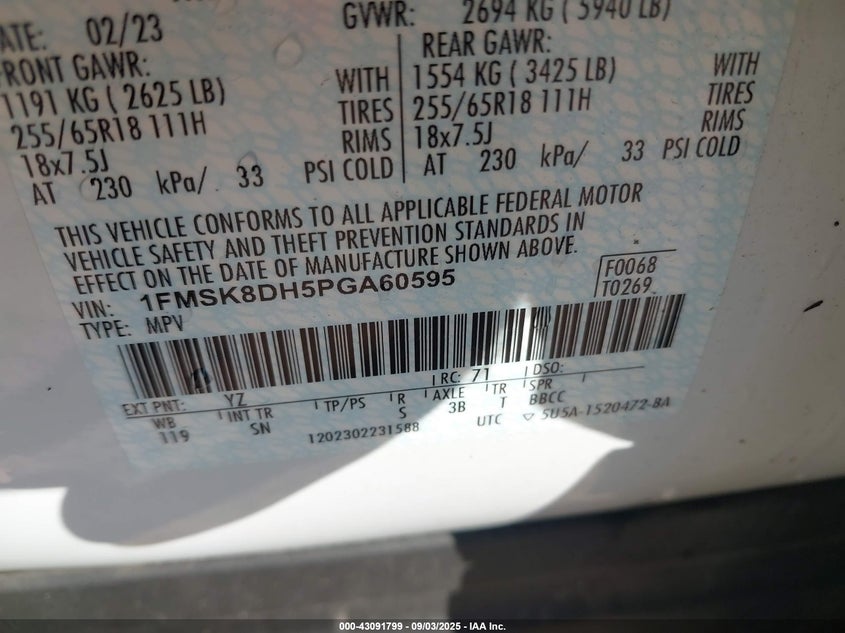 ATE: 02/23
GVWR: 2694 KG ( 5940 LB)
FRONT GAWR:
1191 KG ( 2625 LB)
255/65R18 111H
18x7.5J
WITH
TIRES
RIMS
AT 230 kPa/ 33 PSI COLD
REAR GAWR:
1554 KG ( 3425 LB)
255/65R18 111H
18x7.5J
WITH
TIRES
RIMS
AT 230 kPa/ 33 PSI COLD
THIS VEHICLE CONFORMS TO ALL APPLICABLE FEDERAL MOTOR
VEHICLE SAFETY AND THEFT PREVENTION STANDARDS IN
EFFECT ON THE DATE OF MANUFACTURE SHOWN ABOVE.
VIN: 1FMSK8DH5PGA60595
TYPE: MPV
F0068
T0269
EXT PNT: YZ RC: 71 DSO:
WB INT TR TP/PS R AXLE TR SPR
119 SN S 3B T BBCC
1202302231588 UTC 5U5A-1520472-BA
000-43091799 - 09/03/2025 - IAA Inc.